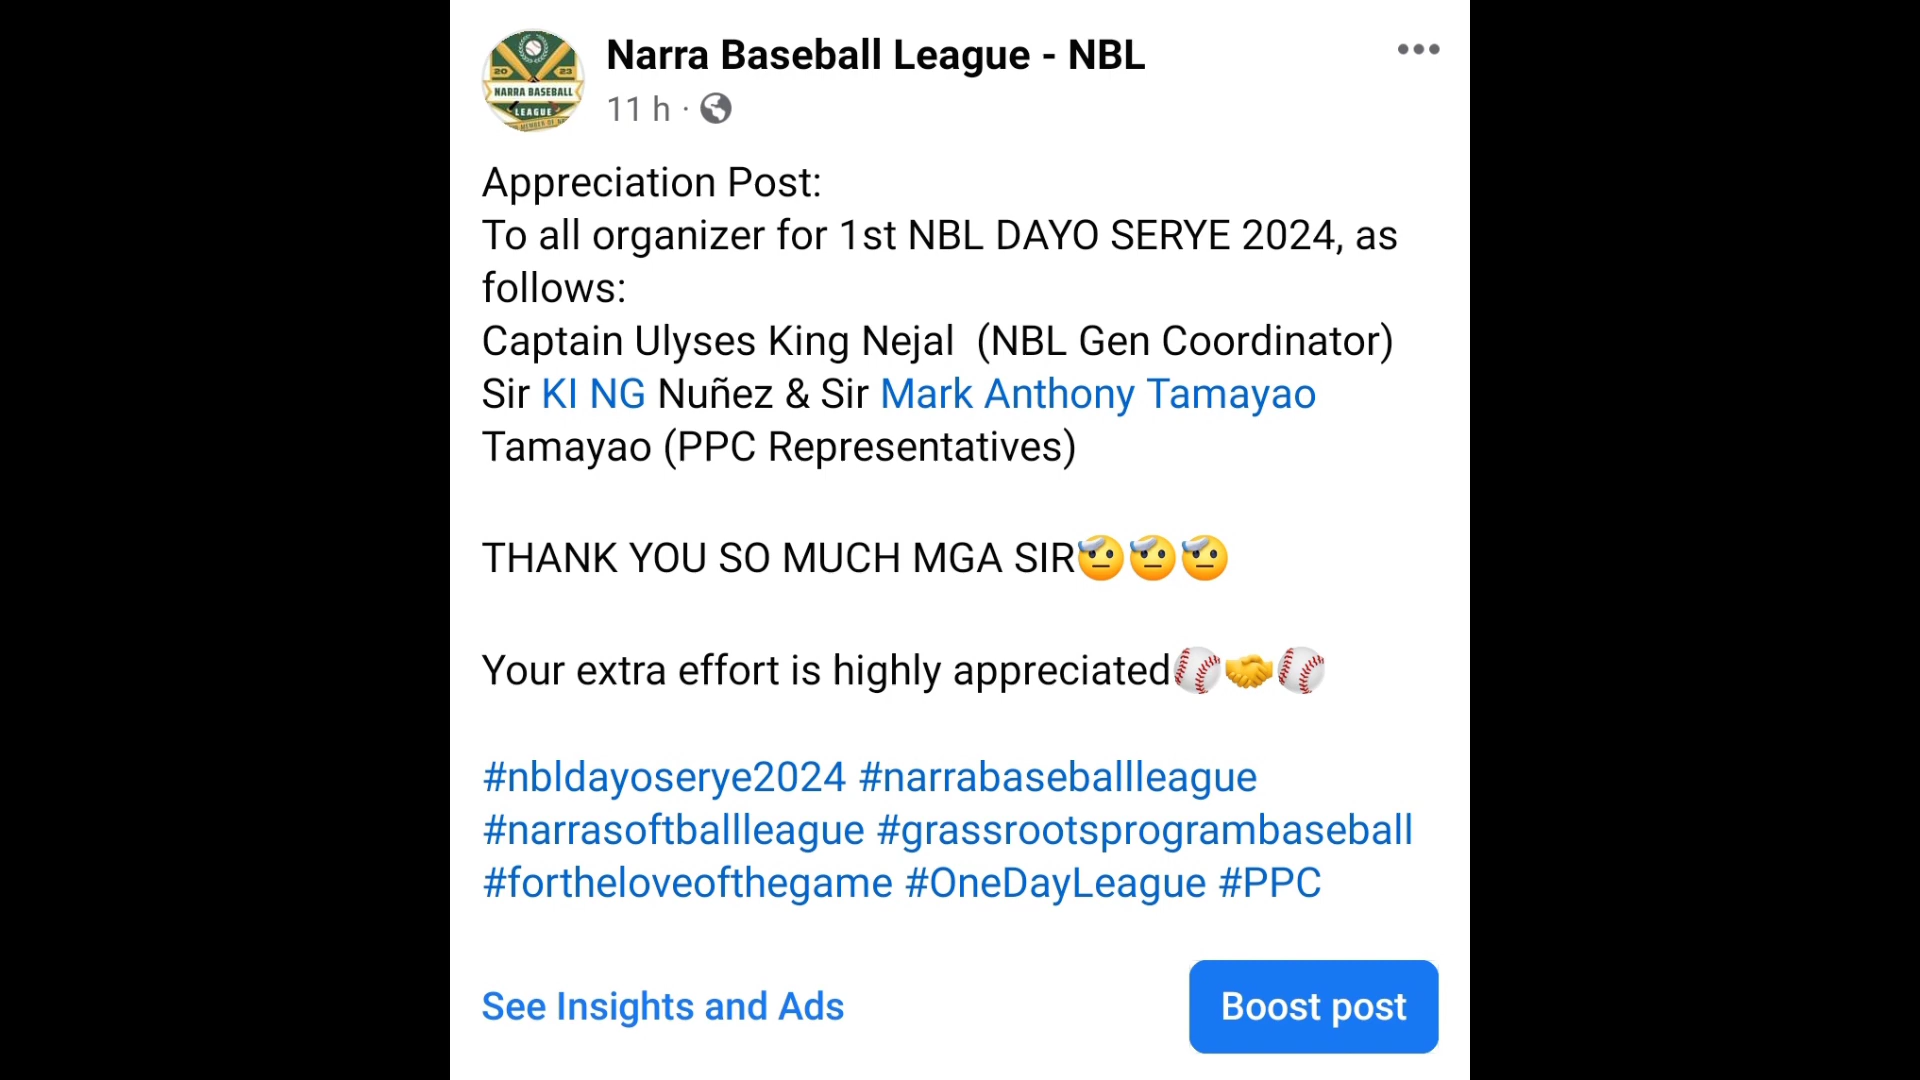 Narra Baseball League - NBL
11 h ·
20 23
NARRA BASEBALL
LEAGUE
Appreciation Post:
To all organizer for 1st NBL DAYO SERYE 2024, as
follows:
Captain Ulyses King Nejal  (NBL Gen Coordinator)
Sir KI NG Nuñez & Sir Mark Anthony Tamayao
Tamayao (PPC Representatives)
THANK YOU SO MUCH MGA SIR🤕🤕🤕
Your extra effort is highly appreciated⚾🤝⚾
#nbldayoserye2024 #narrabaseballleague
#narrasoftballleague #grassrootsprogrambaseball
#fortheloveofthegame #OneDayLeague #PPC
See Insights and Ads
Boost post